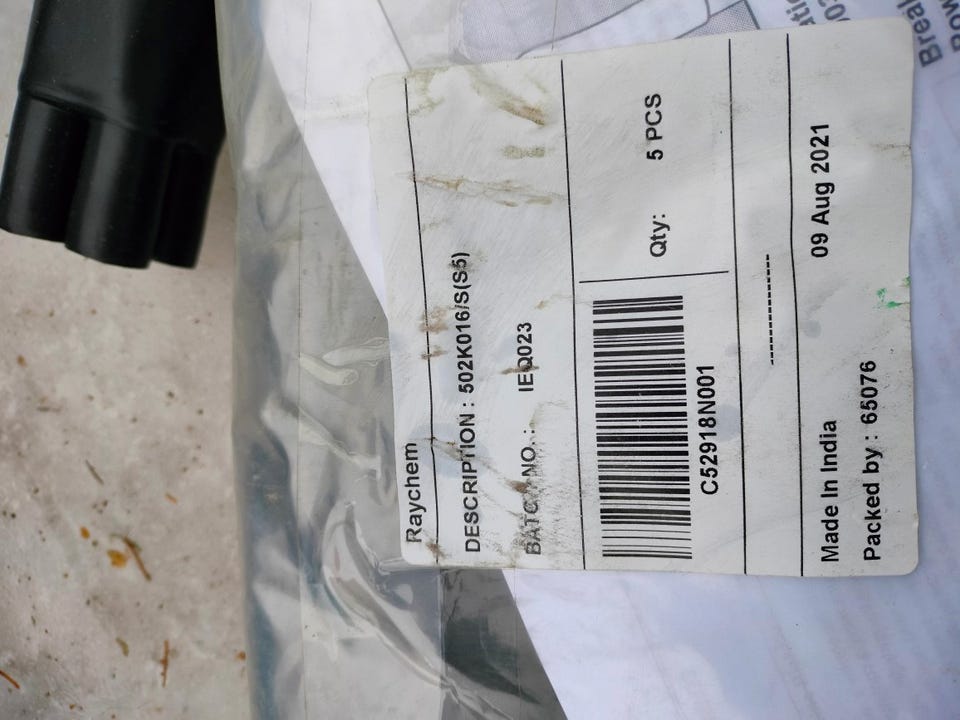 Raychem
DESCRIPTION : 502K016/S(S5)
BATCH NO. : IEQ023
Qty: 5 PCS
C52918N001
Made In India 09 Aug 2021
Packed by : 65076